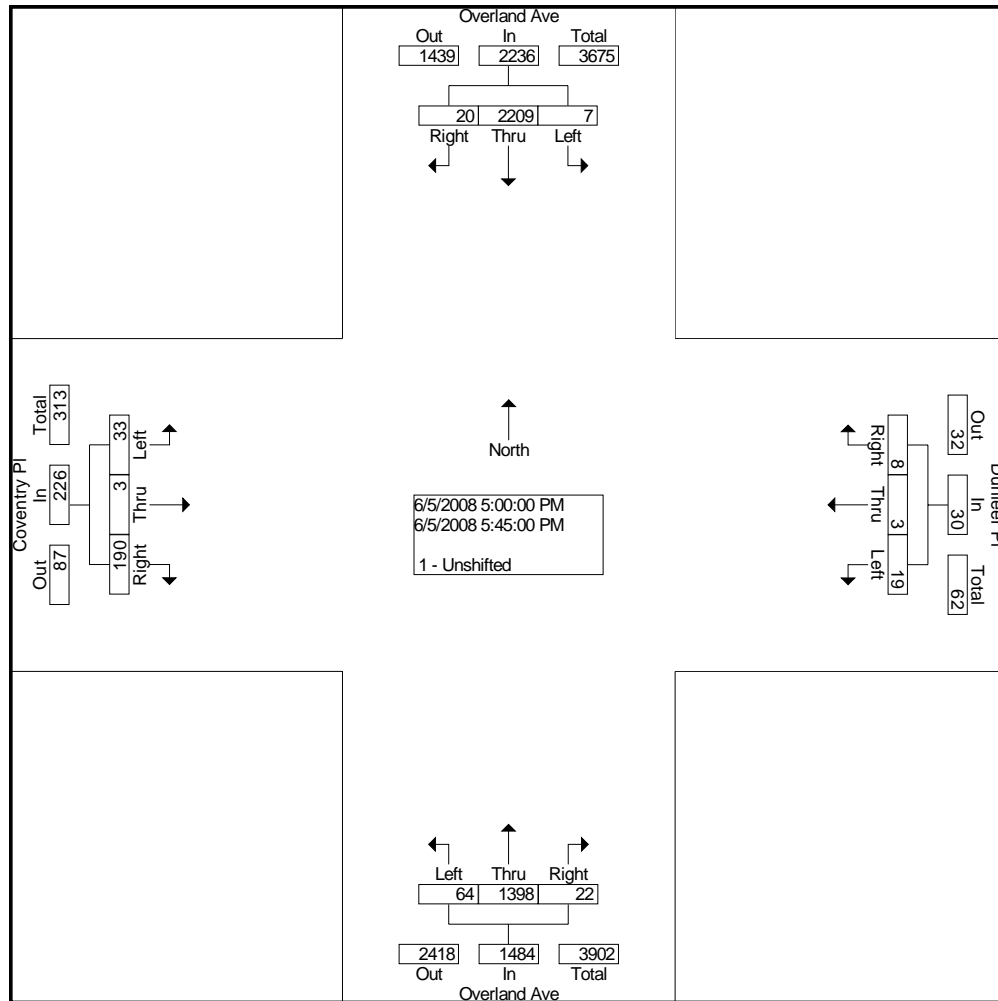 Overland Ave
Out In Total
1439 2236 3675
20 2209 7
Right Thru Left
Coventry Pl
Total In Out
313 226 87
33 3 190
Left Thru Right
North
6/5/2008 5:00:00 PM
6/5/2008 5:45:00 PM
1 - Unshifted
Right Thru Left
8 3 19
Out In Total
32 30 62
Left Thru Right
64 1398 22
2418 1484 3902
Out In Total
Overland Ave